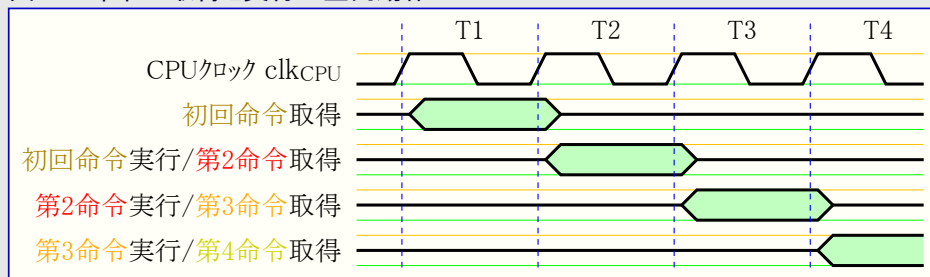 T1 T2 T3 T4
CPUｸﾛｯｸ clkCPU
初回命令取得
初回命令実行/第2命令取得
第2命令実行/第3命令取得
第3命令実行/第4命令取得